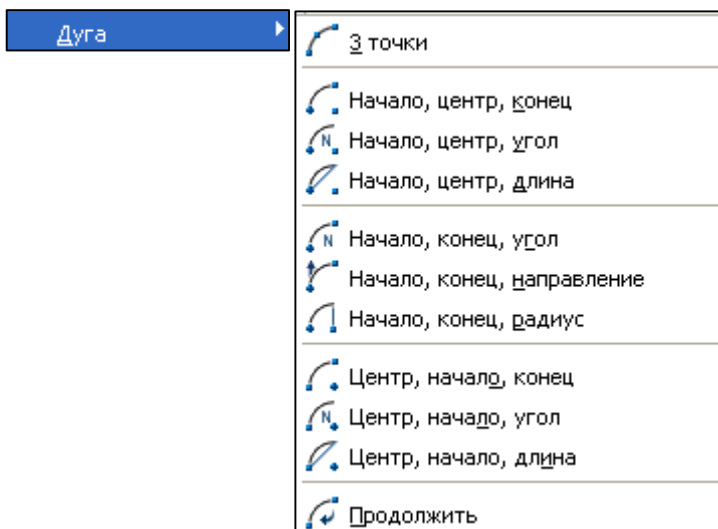 Дуга
3 точки
Начало, центр, конец
Начало, центр, угол
Начало, центр, длина
Начало, конец, угол
Начало, конец, направление
Начало, конец, радиус
Центр, начало, конец
Центр, начало, угол
Центр, начало, длина
Продолжить